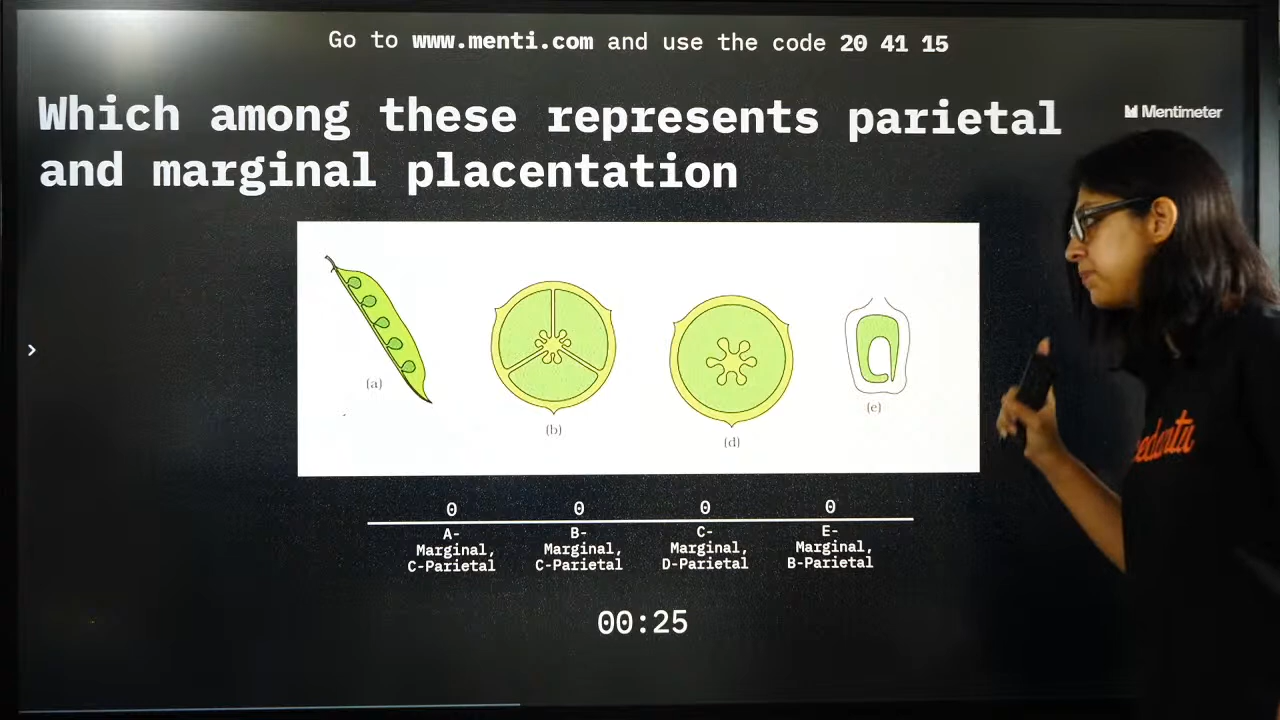 Go to www.menti.com and use the code 20 41 15
Which among these represents parietal
and marginal placentation
Mentimeter
(a)
(b)
(d)
(e)
0
0
0
0
A-
Marginal,
C-Parietal
B-
Marginal,
C-Parietal
C-
Marginal,
D-Parietal
E-
Marginal,
B-Parietal
00:25